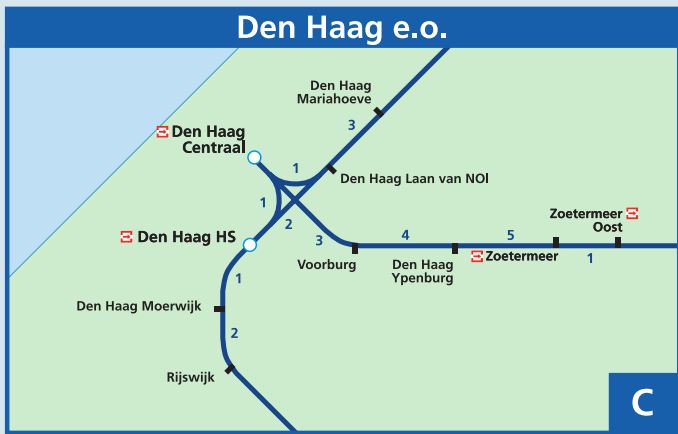 Den Haag e.o.
Den Haag
Mariahoeve
3
Den Haag
Centraal
1
Den Haag Laan van NOI
1
2
Zoetermeer
Oost
Den Haag HS
3
4
5
Voorburg
Den Haag
Ypenburg
Zoetermeer
1
1
Den Haag Moerwijk
2
Rijswijk
C